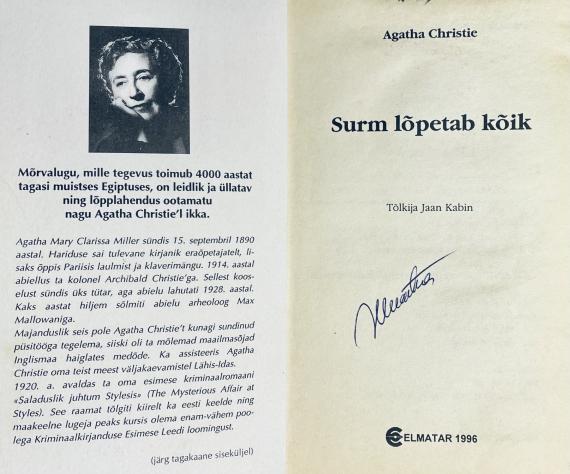 Mõrvalugu, mille tegevus toimub 4000 aastat
tagasi muistses Egiptuses, on leidlik ja üllatav
ning lõpplahendus ootamatu
nagu Agatha Christie'l ikka.
Agatha Mary Clarissa Miller sündis 15. septembril 1890
aastal. Hariduse sai tulevane kirjanik eraõpetajatelt, li-
saks õppis Pariisis laulmist ja klaverimängu. 1914. aastal
abiellus ta kolonel Archibald Christie'ga. Sellest koos-
elust sündis üks tütar, aga abielu lahutati 1928. aastal.
Kaks aastat hiljem sõlmiti abielu arheoloog Max
Mallowaniga.
Majanduslik seis pole Agatha Christie't kunagi sundinud
püsitööga tegelema, siiski oli ta mõlemad maailmasõjad
Inglismaa haiglates medõde. Ka assisteeris Agatha
Christie oma teist meest väljakaevamistel Lähis-Idas.
1920. a. avaldas ta oma esimese kriminaalromaani
«Saladuslik juhtum Stylesis» (The Mysterious Affair at
Styles). See raamat tõlgiti kiirelt ka eesti keelde ning
maakeelne lugeja peaks kursis olema enam-vähem poo-
lega Kriminaalkirjanduse Esimese Leedi loomingust.
(järg tagakaane siseküljel)
Agatha Christie
Surm lõpetab kõik
Tõlkija Jaan Kabin
ELMATAR 1996